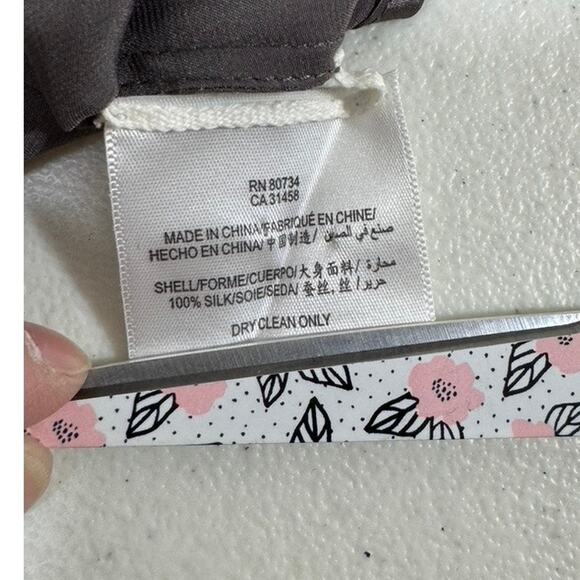 RN 80734
CA 31458
MADE IN CHINA/FABRIQUÉ EN CHINE/
HECHO EN CHINA/中国制造/ صنع في الصين
SHELL/FORME/CUERPO/大身面料/ محارة/
100% SILK/SOIE/SEDA/ 蚕丝, 丝/ حرير
DRY CLEAN ONLY